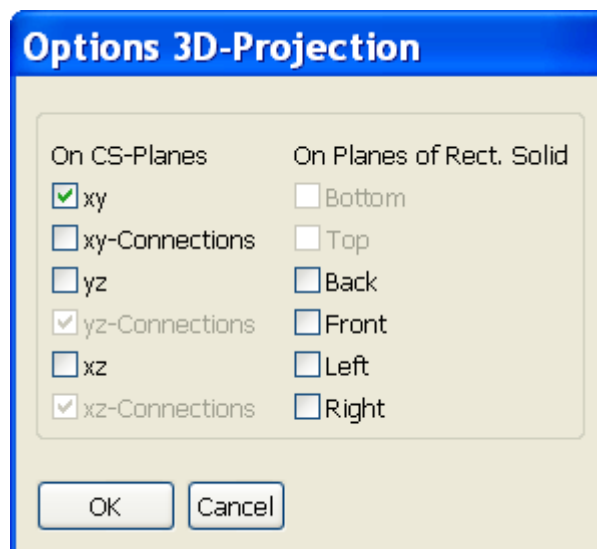 Options 3D-Projection
On CS-Planes
xy
xy-Connections
yz
yz-Connections
xz
xz-Connections
On Planes of Rect. Solid
Bottom
Top
Back
Front
Left
Right
OK
Cancel